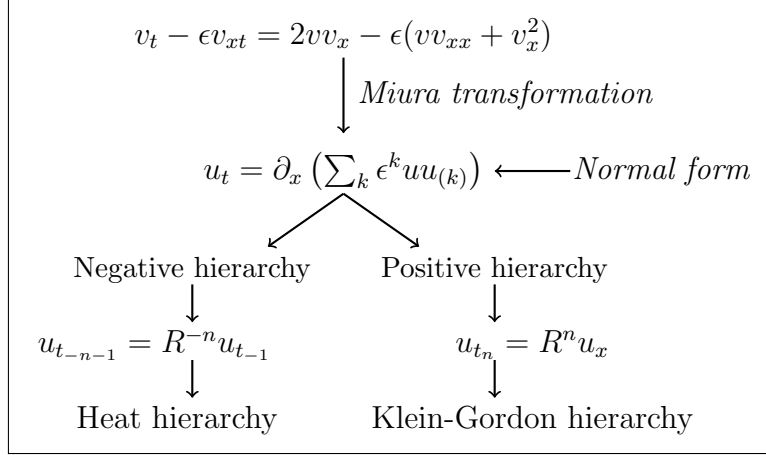 v_t − ϵv_{xt} = 2vv_x − ϵ(vv_{xx} + v_x^2)
Miura transformation
u_t = ∂_x (∑_k ϵ^k uu_{(k)})
Normal form
Negative hierarchy
Positive hierarchy
u_{t_{−n−1}} = R^{−n}u_{t_{−1}}
u_{t_n} = R^n u_x
Heat hierarchy
Klein-Gordon hierarchy